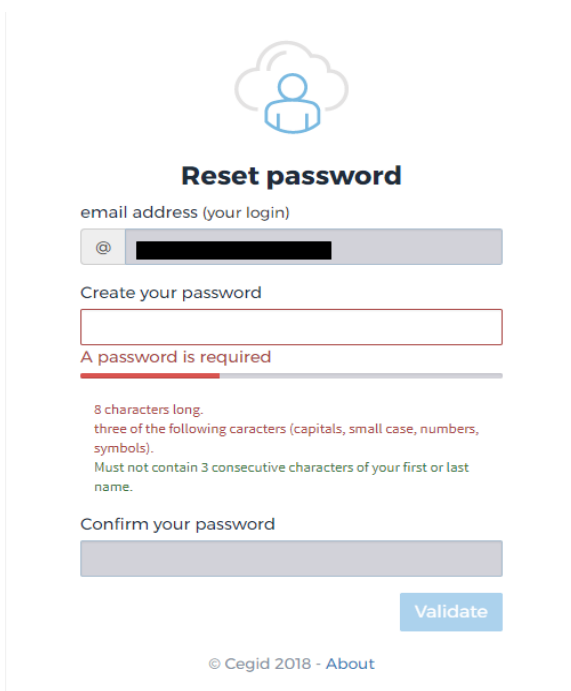 Reset password
email address (your login)
@
Create your password
A password is required
8 characters long.
three of the following caracters (capitals, small case, numbers,
symbols).
Must not contain 3 consecutive characters of your first or last
name.
Confirm your password
Validate
© Cegid 2018 - About